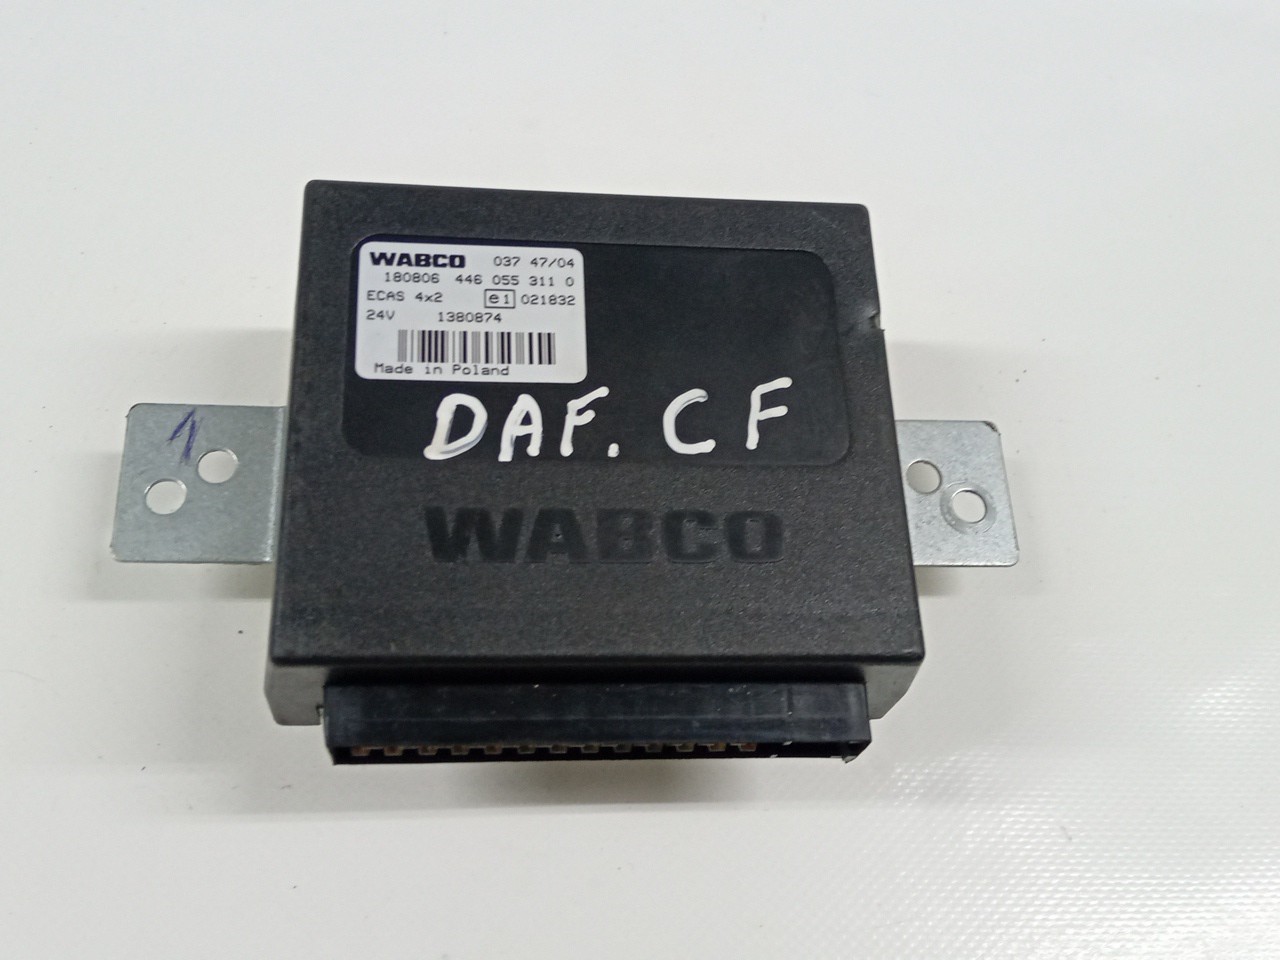 WABCO 037 47/04
180806 446 055 311 0
ECAS 4x2 e1 021832
24V 1380874
Made in Poland
DAF. CF
1
WABCO